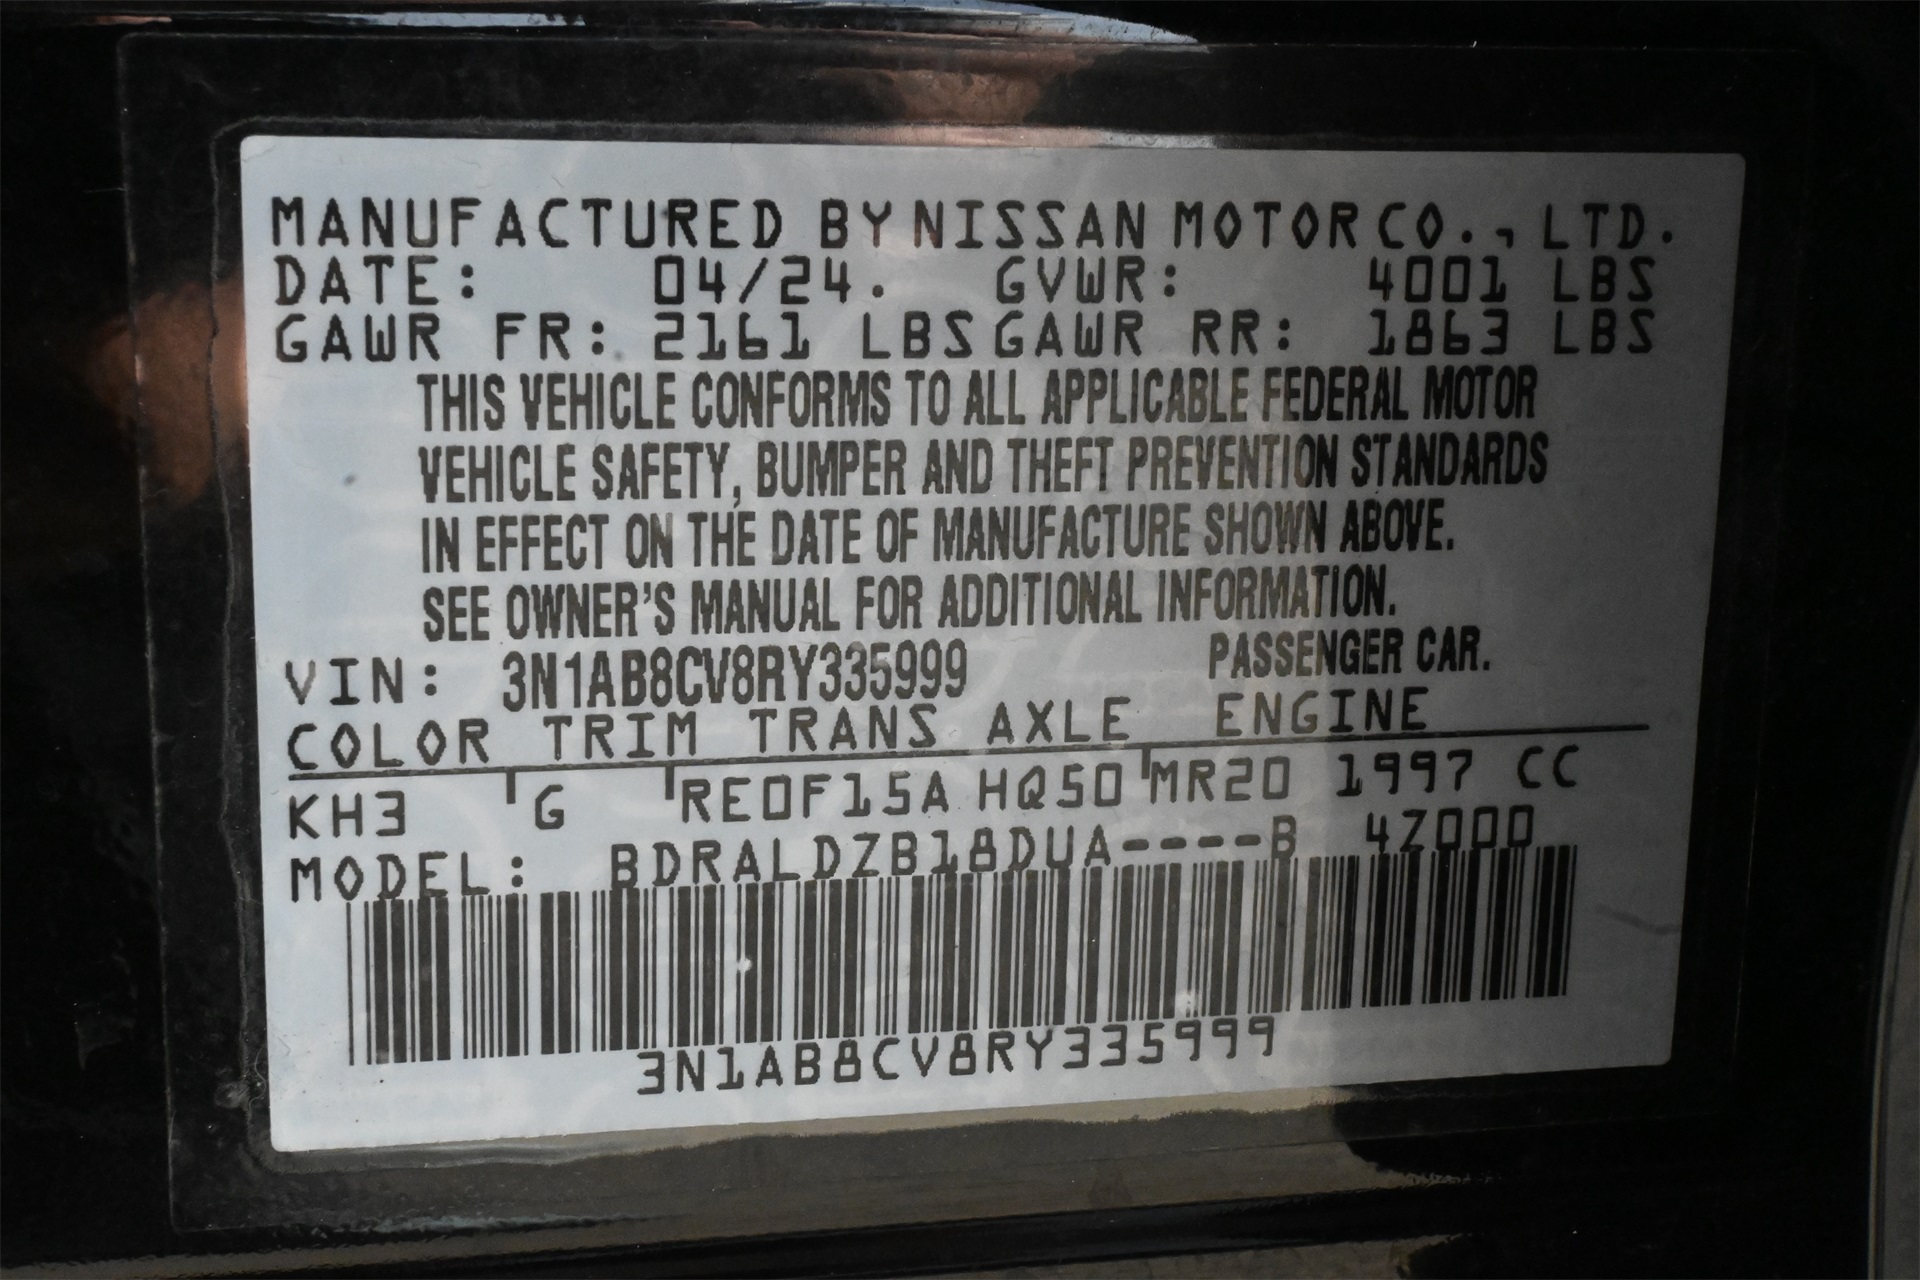 MANUFACTURED BY NISSAN MOTOR CO., LTD.
DATE: 04/24. GVWR: 4001 LBS
GAWR FR: 2161 LBS GAWR RR: 1863 LBS
THIS VEHICLE CONFORMS TO ALL APPLICABLE FEDERAL MOTOR
VEHICLE SAFETY, BUMPER AND THEFT PREVENTION STANDARDS
IN EFFECT ON THE DATE OF MANUFACTURE SHOWN ABOVE.
SEE OWNER'S MANUAL FOR ADDITIONAL INFORMATION.
VIN: 3N1AB8CV8RY335999 PASSENGER CAR.
COLOR TRIM TRANS AXLE ENGINE
KH3 G RE0F15A HQ50 MR20 1997 CC
MODEL: BDRALDZB18DUA----B 4Z000
3N1AB8CV8RY335999